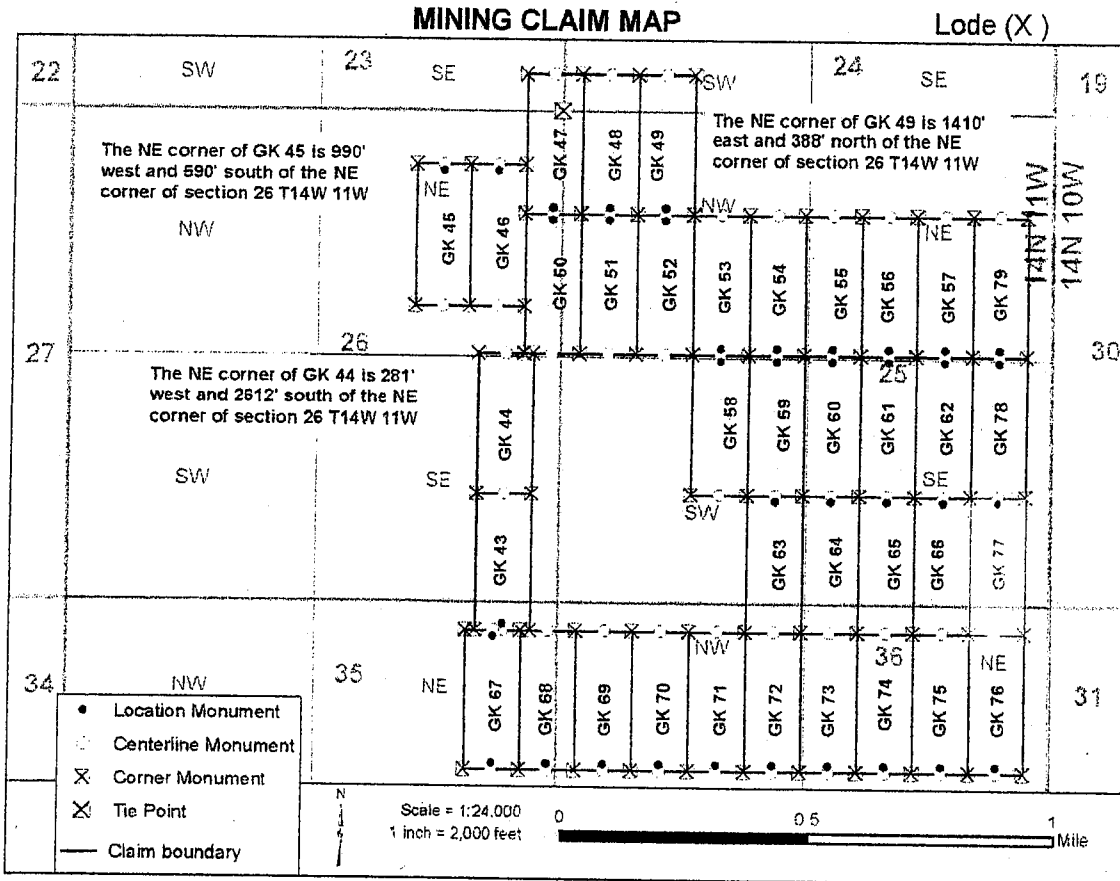 MINING CLAIM MAP
Lode (X )
22
SW
23
SE
SW
24
SE
19
The NE corner of GK 45 is 990'
west and 590' south of the NE
corner of section 26 T14W 11W
The NE corner of GK 49 is 1410'
east and 388' north of the NE
corner of section 26 T14W 11W
GK 47
GK 48
GK 49
14N 11W
14N 10W
NE
NW
NW
NE
GK 45
GK 46
GK 50
GK 51
GK 52
GK 53
GK 54
GK 55
GK 56
GK 57
GK 79
27
26
25
30
The NE corner of GK 44 is 281'
west and 2612' south of the NE
corner of section 26 T14W 11W
GK 44
GK 58
GK 59
GK 60
GK 61
GK 62
GK 78
SW
SE
SW
SE
GK 43
GK 63
GK 64
GK 65
GK 66
GK 77
34
NW
35
NE
NW
36
NE
31
GK 67
GK 68
GK 69
GK 70
GK 71
GK 72
GK 73
GK 74
GK 75
GK 76
Location Monument
Centerline Monument
Corner Monument
Tie Point
Claim boundary
N
Scale = 1:24,000
1 inch = 2,000 feet
0
0.5
1
Mile